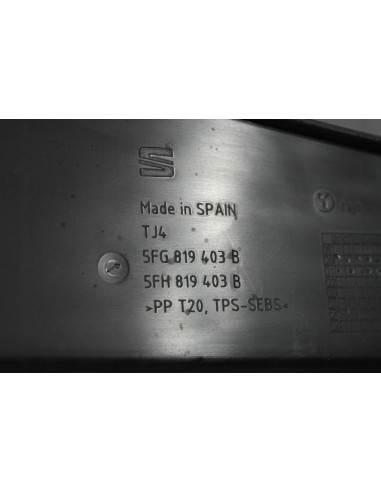 Made in SPAIN
TJ4
5FG 819 403 B
5FH 819 403 B
>PP T20, TPS-SEBS<